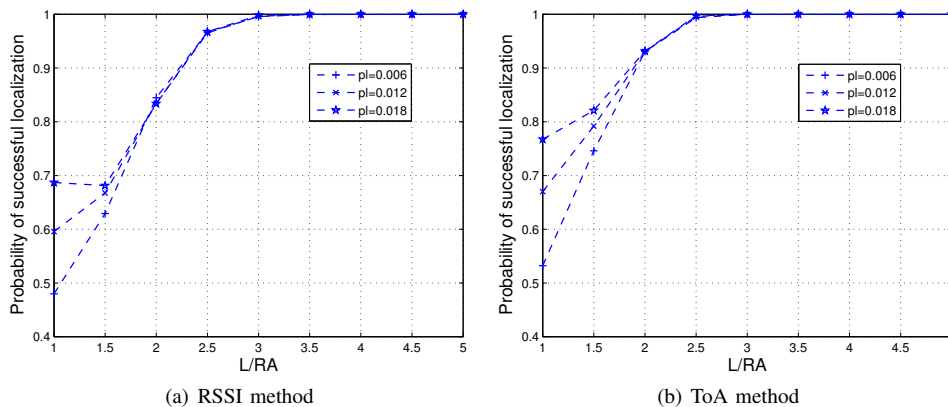 Probability of successful localization
1
0.9
0.8
0.7
0.6
0.5
0.4
pl=0.006
pl=0.012
pl=0.018
1 1.5 2 2.5 3 3.5 4 4.5 5
L/RA
(a) RSSI method
Probability of successful localization
1
0.9
0.8
0.7
0.6
0.5
0.4
pl=0.006
pl=0.012
pl=0.018
1 1.5 2 2.5 3 3.5 4 4.5
L/RA
(b) ToA method